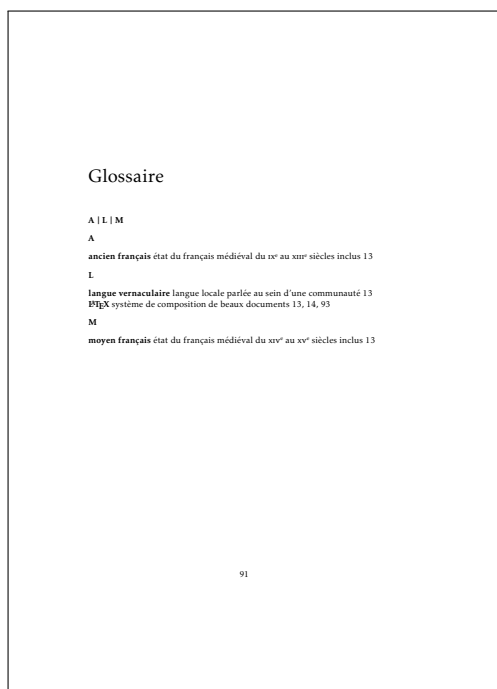 Glossaire
A | L | M
A
ancien français état du français médiéval du IXᵉ au XIIIᵉ siècles inclus 13
L
langue vernaculaire langue locale parlée au sein d’une communauté 13
LATEX système de composition de beaux documents 13, 14, 93
M
moyen français état du français médiéval du XIVᵉ au XVᵉ siècles inclus 13
91